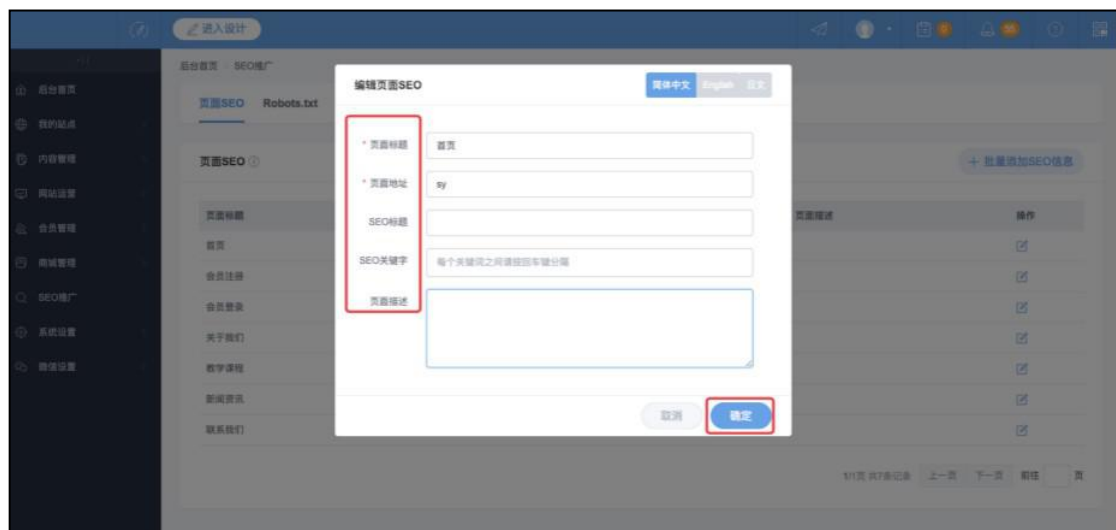 进入设计
后台首页 - SEO推广
后台首页
我的站点
内容管理
网站运营
会员管理
商城管理
SEO推广
系统设置
微信设置
页面SEO Robots.txt
页面SEO
+ 批量添加SEO信息
页面标题 页面描述 操作
首页
会员注册
会员登录
关于我们
教学课程
新闻资讯
联系我们
1/1页 共7条记录 上一页 下一页 前往 页
编辑页面SEO
简体中文 English 日文
* 页面标题 首页
* 页面地址 sy
SEO标题
SEO关键字 每个关键词之间请按回车键分隔
页面描述
取消 确定